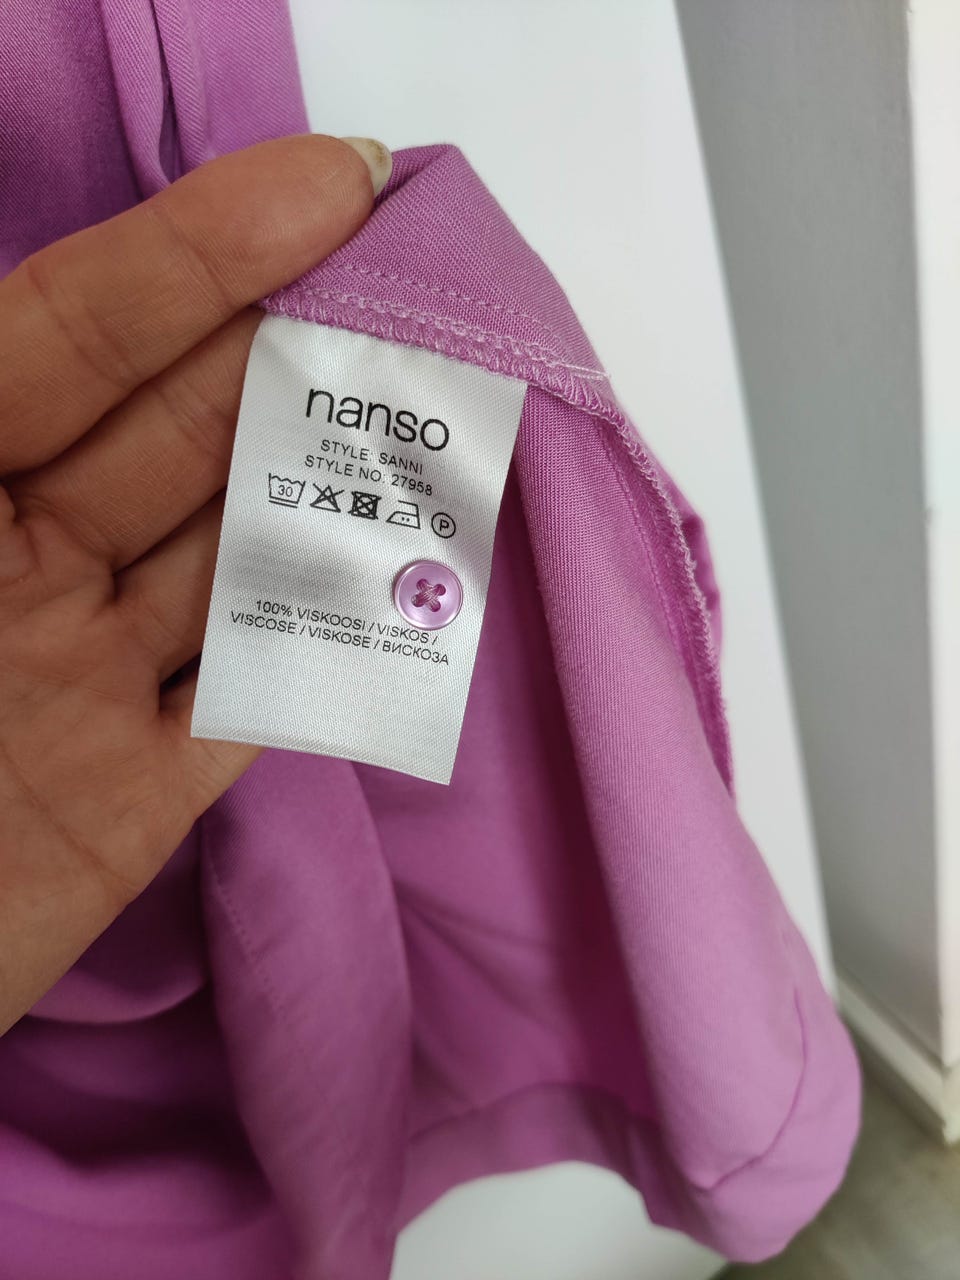 nanso
STYLE: SANNI
STYLE NO: 27958
30
P
100% VISKOOSI / VISKOS /
VISCOSE / VISKOSE / ВИСКОЗА